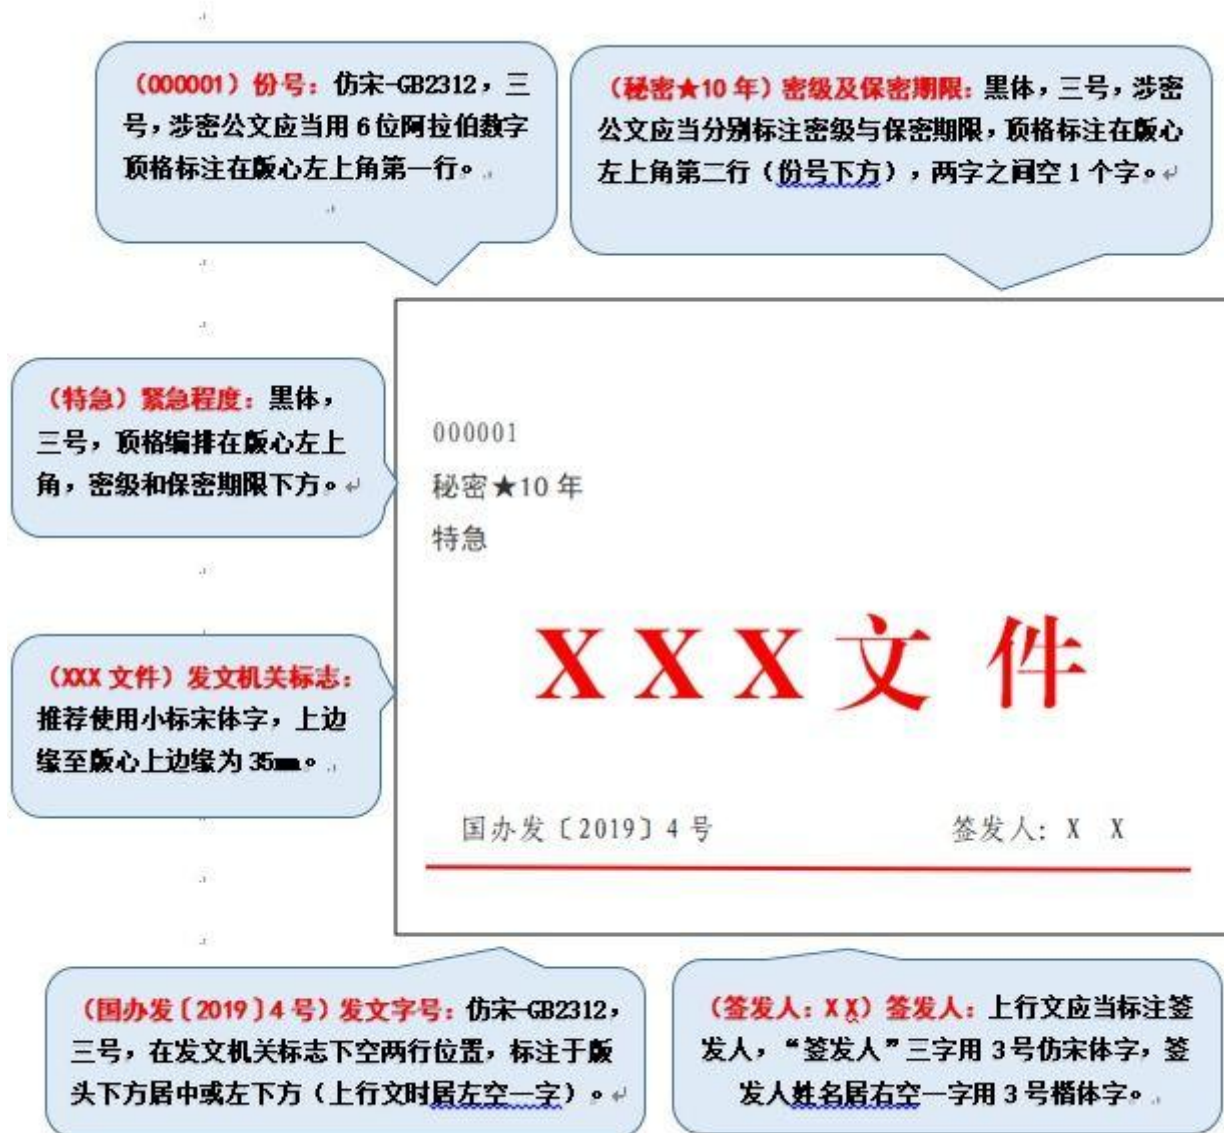 （000001）份号：仿宋-GB2312，三
号，涉密公文应当用6位阿拉伯数字
顶格标注在版心左上角第一行。
（秘密★10年）密级及保密期限：黑体，三号，涉密
公文应当分别标注密级与保密期限，顶格标注在版心
左上角第二行（份号下方），两字之间空1个字。
（特急）紧急程度：黑体，
三号，顶格编排在版心左上
角，密级和保密期限下方。
000001
秘密★10年
特急
（XXX文件）发文机关标志：
推荐使用小标宋体字，上边
缘至版心上边缘为35mm。
XXX文件
国办发〔2019〕4号 签发人：X X
（国办发〔2019〕4号）发文字号：仿宋-GB2312，
三号，在发文机关标志下空两行位置，标注于版
头下方居中或左下方（上行文时居左空一字）。
（签发人：X X）签发人：上行文应当标注签
发人，“签发人”三字用3号仿宋体字，签
发人姓名居右空一字用3号楷体字。